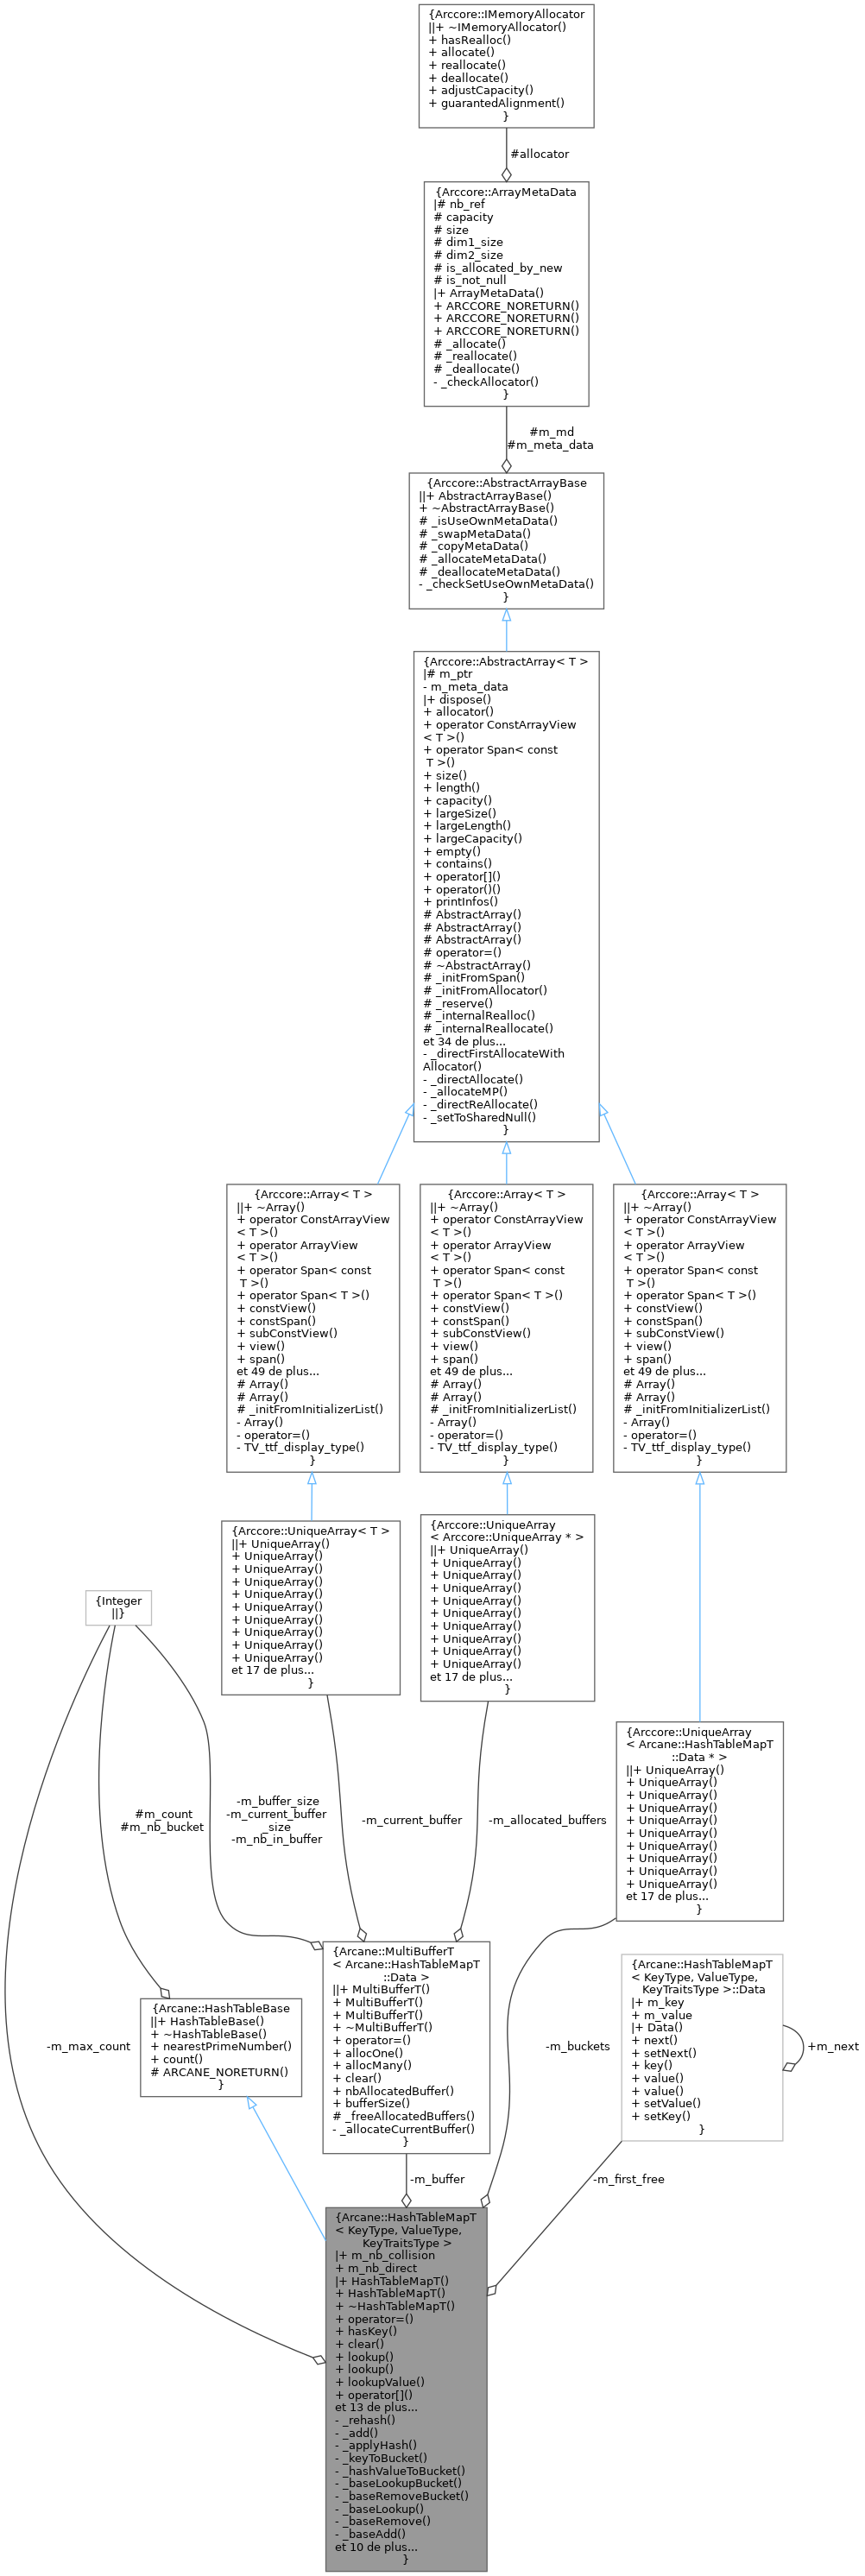 {Arccore::IMemoryAllocator
||+ ~IMemoryAllocator()
+ hasRealloc()
+ allocate()
+ reallocate()
+ deallocate()
+ adjustCapacity()
+ guarantedAlignment()
}
#allocator
{Arccore::ArrayMetaData
|# nb_ref
# capacity
# size
# dim1_size
# dim2_size
# is_allocated_by_new
# is_not_null
|+ ArrayMetaData()
+ ARCCORE_NORETURN()
+ ARCCORE_NORETURN()
+ ARCCORE_NORETURN()
# _allocate()
# _reallocate()
# _deallocate()
- _checkAllocator()
}
#m_md
#m_meta_data
{Arccore::AbstractArrayBase
||+ AbstractArrayBase()
+ ~AbstractArrayBase()
# _isUseOwnMetaData()
# _swapMetaData()
# _copyMetaData()
# _allocateMetaData()
# _deallocateMetaData()
- _checkSetUseOwnMetaData()
}
{Arccore::AbstractArray< T >
|# m_ptr
- m_meta_data
|+ dispose()
+ allocator()
+ operator ConstArrayView
< T >()
+ operator Span< const
T >()
+ size()
+ length()
+ capacity()
+ largeSize()
+ largeLength()
+ largeCapacity()
+ empty()
+ contains()
+ operator[]()
+ operator()()
+ printInfos()
# AbstractArray()
# AbstractArray()
# AbstractArray()
# operator=()
# ~AbstractArray()
# _initFromSpan()
# _initFromAllocator()
# _reserve()
# _internalRealloc()
# _internalReallocate()
et 34 de plus...
- _directFirstAllocateWith
Allocator()
- _directAllocate()
- _allocateMP()
- _directReAllocate()
- _setToSharedNull()
}
{Arccore::Array< T >
||+ ~Array()
+ operator ConstArrayView
< T >()
+ operator ArrayView
< T >()
+ operator Span< const
T >()
+ operator Span< T >()
+ constView()
+ constSpan()
+ subConstView()
+ view()
+ span()
et 49 de plus...
# Array()
# Array()
# _initFromInitializerList()
- Array()
- operator=()
- TV_ttf_display_type()
}
{Arccore::Array< T >
||+ ~Array()
+ operator ConstArrayView
< T >()
+ operator ArrayView
< T >()
+ operator Span< const
T >()
+ operator Span< T >()
+ constView()
+ constSpan()
+ subConstView()
+ view()
+ span()
et 49 de plus...
# Array()
# Array()
# _initFromInitializerList()
- Array()
- operator=()
- TV_ttf_display_type()
}
{Arccore::Array< T >
||+ ~Array()
+ operator ConstArrayView
< T >()
+ operator ArrayView
< T >()
+ operator Span< const
T >()
+ operator Span< T >()
+ constView()
+ constSpan()
+ subConstView()
+ view()
+ span()
et 49 de plus...
# Array()
# Array()
# _initFromInitializerList()
- Array()
- operator=()
- TV_ttf_display_type()
}
{Integer
||}
{Arccore::UniqueArray< T >
||+ UniqueArray()
+ UniqueArray()
+ UniqueArray()
+ UniqueArray()
+ UniqueArray()
+ UniqueArray()
+ UniqueArray()
+ UniqueArray()
+ UniqueArray()
+ UniqueArray()
et 17 de plus...
}
{Arccore::UniqueArray
< Arccore::UniqueArray * >
||+ UniqueArray()
+ UniqueArray()
+ UniqueArray()
+ UniqueArray()
+ UniqueArray()
+ UniqueArray()
+ UniqueArray()
+ UniqueArray()
+ UniqueArray()
+ UniqueArray()
et 17 de plus...
}
{Arccore::UniqueArray
< Arcane::HashTableMapT
::Data * >
||+ UniqueArray()
+ UniqueArray()
+ UniqueArray()
+ UniqueArray()
+ UniqueArray()
+ UniqueArray()
+ UniqueArray()
+ UniqueArray()
+ UniqueArray()
+ UniqueArray()
et 17 de plus...
}
#m_count
#m_nb_bucket
-m_buffer_size
-m_current_buffer
_size
-m_nb_in_buffer
-m_current_buffer
-m_allocated_buffers
{Arcane::HashTableBase
||+ HashTableBase()
+ ~HashTableBase()
+ nearestPrimeNumber()
+ count()
# ARCANE_NORETURN()
}
{Arcane::MultiBufferT
< Arcane::HashTableMapT
::Data >
||+ MultiBufferT()
+ MultiBufferT()
+ MultiBufferT()
+ ~MultiBufferT()
+ operator=()
+ allocOne()
+ allocMany()
+ clear()
+ nbAllocatedBuffer()
+ bufferSize()
# _freeAllocatedBuffers()
- _allocateCurrentBuffer()
}
{Arcane::HashTableMapT
< KeyType, ValueType,
KeyTraitsType >::Data
|+ m_key
+ m_value
|+ Data()
+ next()
+ setNext()
+ key()
+ value()
+ value()
+ setValue()
+ setKey()
}
+m_next
-m_max_count
-m_buckets
-m_buffer
-m_first_free
{Arcane::HashTableMapT
< KeyType, ValueType,
KeyTraitsType >
|+ m_nb_collision
+ m_nb_direct
|+ HashTableMapT()
+ HashTableMapT()
+ ~HashTableMapT()
+ operator=()
+ hasKey()
+ clear()
+ lookup()
+ lookup()
+ lookupValue()
+ operator[]()
et 13 de plus...
- _rehash()
- _add()
- _applyHash()
- _keyToBucket()
- _hashValueToBucket()
- _baseLookupBucket()
- _baseRemoveBucket()
- _baseLookup()
- _baseRemove()
- _baseAdd()
et 10 de plus...
}